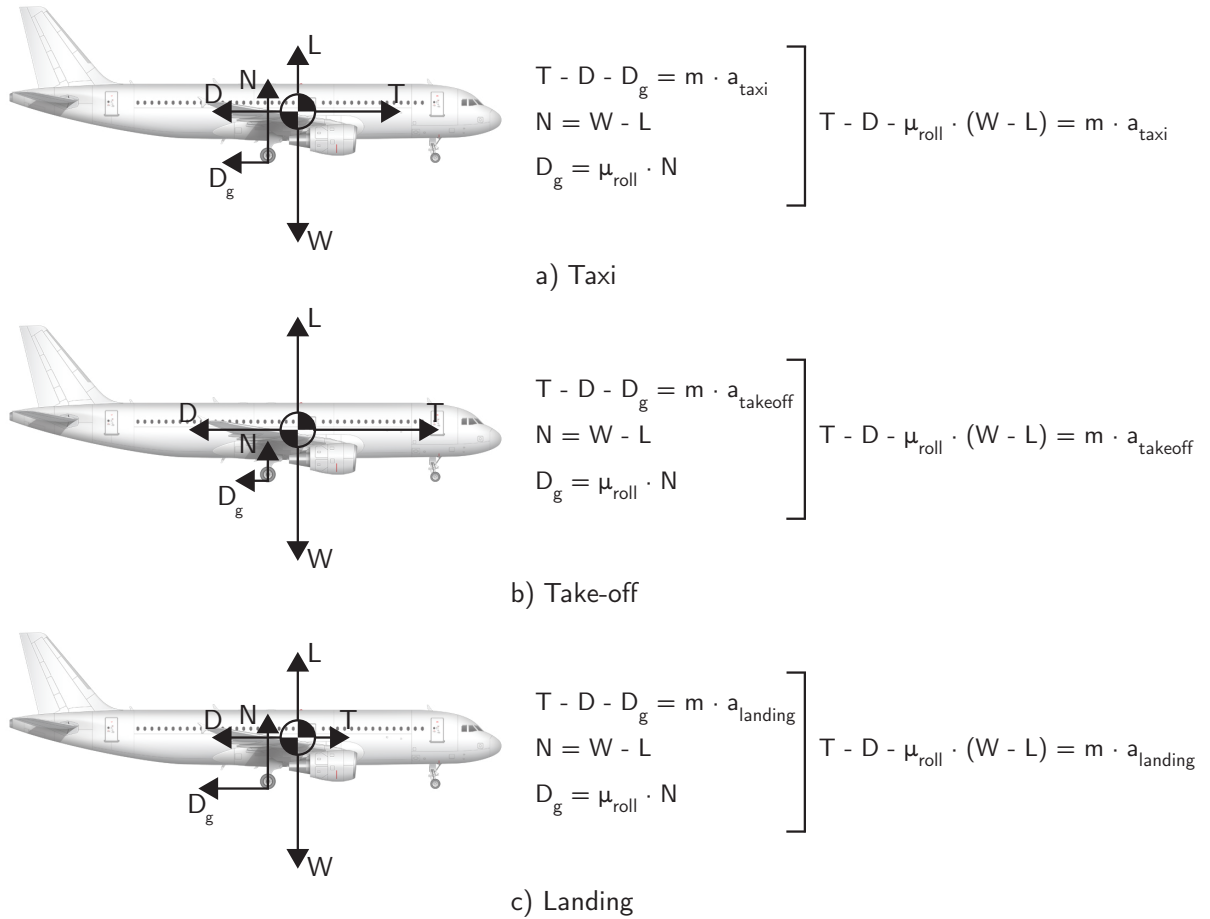 L
N
D
T
D_g
W
T - D - D_g = m · a_taxi
N = W - L
D_g = μ_roll · N
T - D - μ_roll · (W - L) = m · a_taxi
a) Taxi
L
D
T
N
D_g
W
T - D - D_g = m · a_takeoff
N = W - L
D_g = μ_roll · N
T - D - μ_roll · (W - L) = m · a_takeoff
b) Take-off
L
D
N
T
D_g
W
T - D - D_g = m · a_landing
N = W - L
D_g = μ_roll · N
T - D - μ_roll · (W - L) = m · a_landing
c) Landing